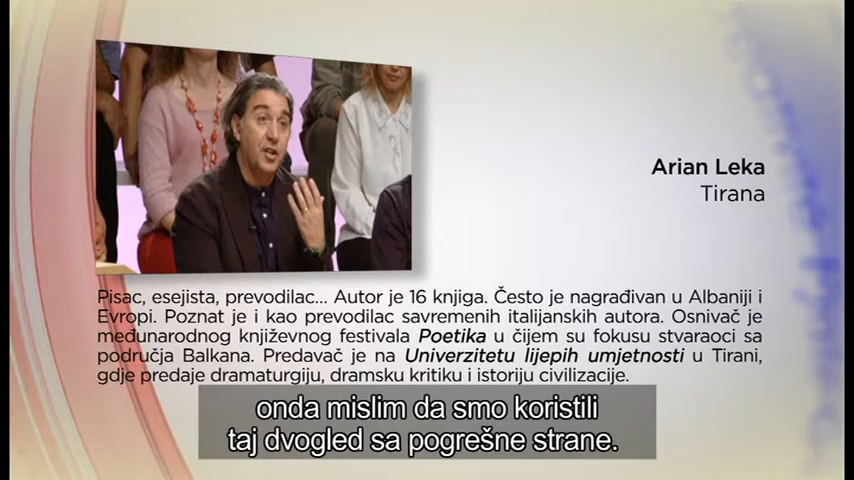 Arian Leka
Tirana
Pisac, esejista, prevodilac... Autor je 16 knjiga. Često je nagrađivan u Albaniji i
Evropi. Poznat je i kao prevodilac savremenih italijanskih autora. Osnivač je
međunarodnog književnog festivala Poetika u čijem su fokusu stvaraoci sa
područja Balkana. Predavač je na Univerzitetu lijepih umjetnosti u Tirani,
gdje predaje dramaturgiju, dramsku kritiku i istoriju civilizacije.
onda mislim da smo koristili
taj dvogled sa pogrešne strane.